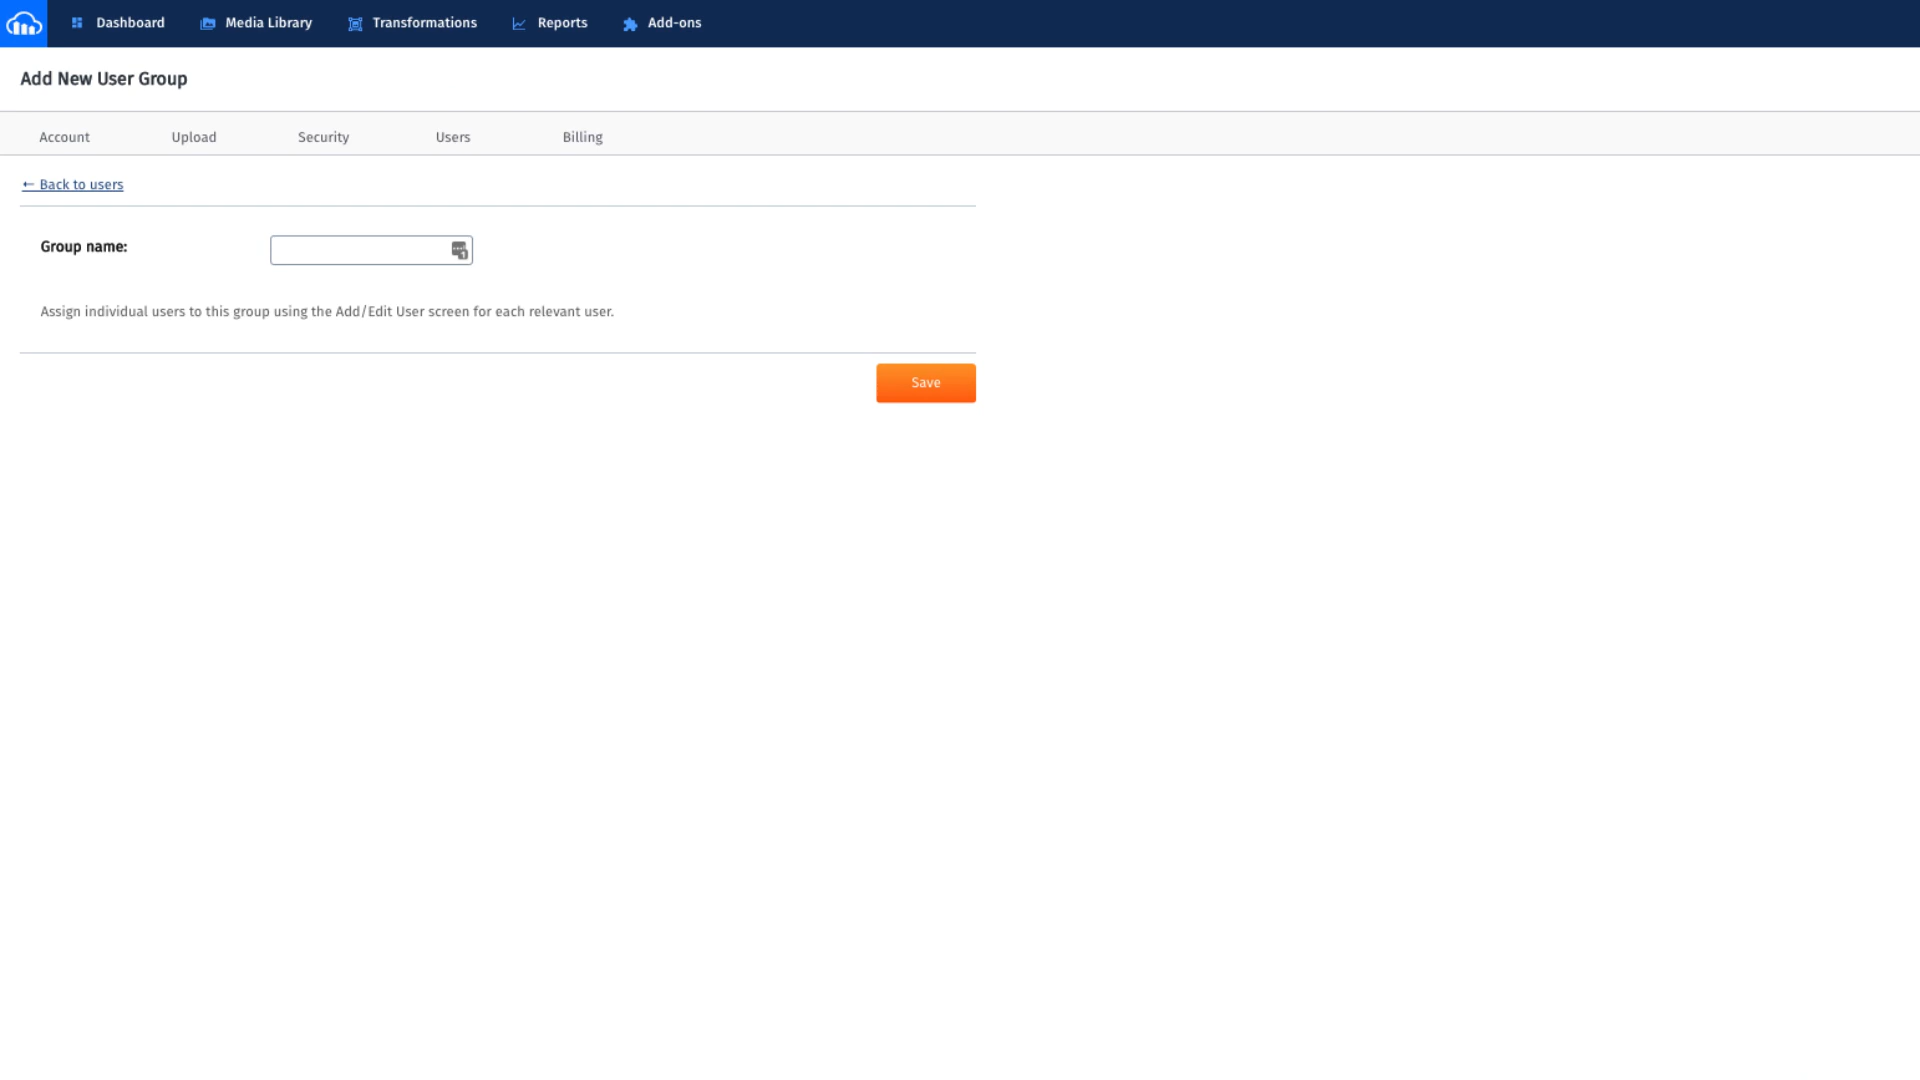 Dashboard Media Library Transformations Reports Add-ons
Add New User Group
Account Upload Security Users Billing
← Back to users
Group name:
Assign individual users to this group using the Add/Edit User screen for each relevant user.
Save